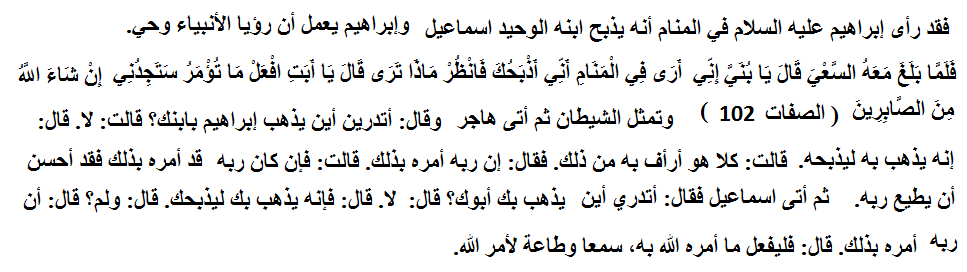 فقد رأى إبراهيم عليه السلام في المنام أنه يذبح ابنه الوحيد اسماعيل وإبراهيم يعمل أن رؤيا الأنبياء وحي.
فَلَمَّا بَلَغَ مَعَهُ السَّعْيَ قَالَ يَا بُنَيَّ إِنِّي أَرَى فِي الْمَنَامِ أَنِّي أَذْبَحُكَ فَانْظُرْ مَاذَا تَرَى قَالَ يَا أَبَتِ افْعَلْ مَا تُؤْمَرُ سَتَجِدُنِي إِنْ شَاءَ اللَّهُ
مِنَ الصَّابِرِينَ ( الصفات 102 ) وتمثل الشيطان ثم أتى هاجر وقال: أتدرين أين يذهب إبراهيم بابنك؟ قالت: لا. قال:
إنه يذهب به ليذبحه. قالت: كلا هو أرأف به من ذلك. فقال: إن ربه أمره بذلك. قالت: فإن كان ربه قد أمره بذلك فقد أحسن
أن يطيع ربه. ثم أتى اسماعيل فقال: أتدري أين يذهب بك أبوك؟ قال: لا. قال: فإنه يذهب بك ليذبحك. قال: ولم؟ قال: أن
ربه أمره بذلك. قال: فليفعل ما أمره الله به، سمعا وطاعة لأمر الله.